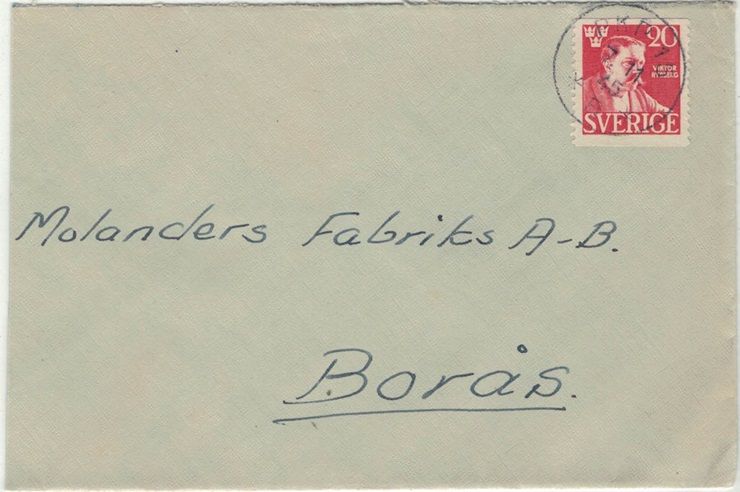 20
VIKTOR
RYDBERG
SVERIGE
Molanders Fabriks A-B.
Borås.